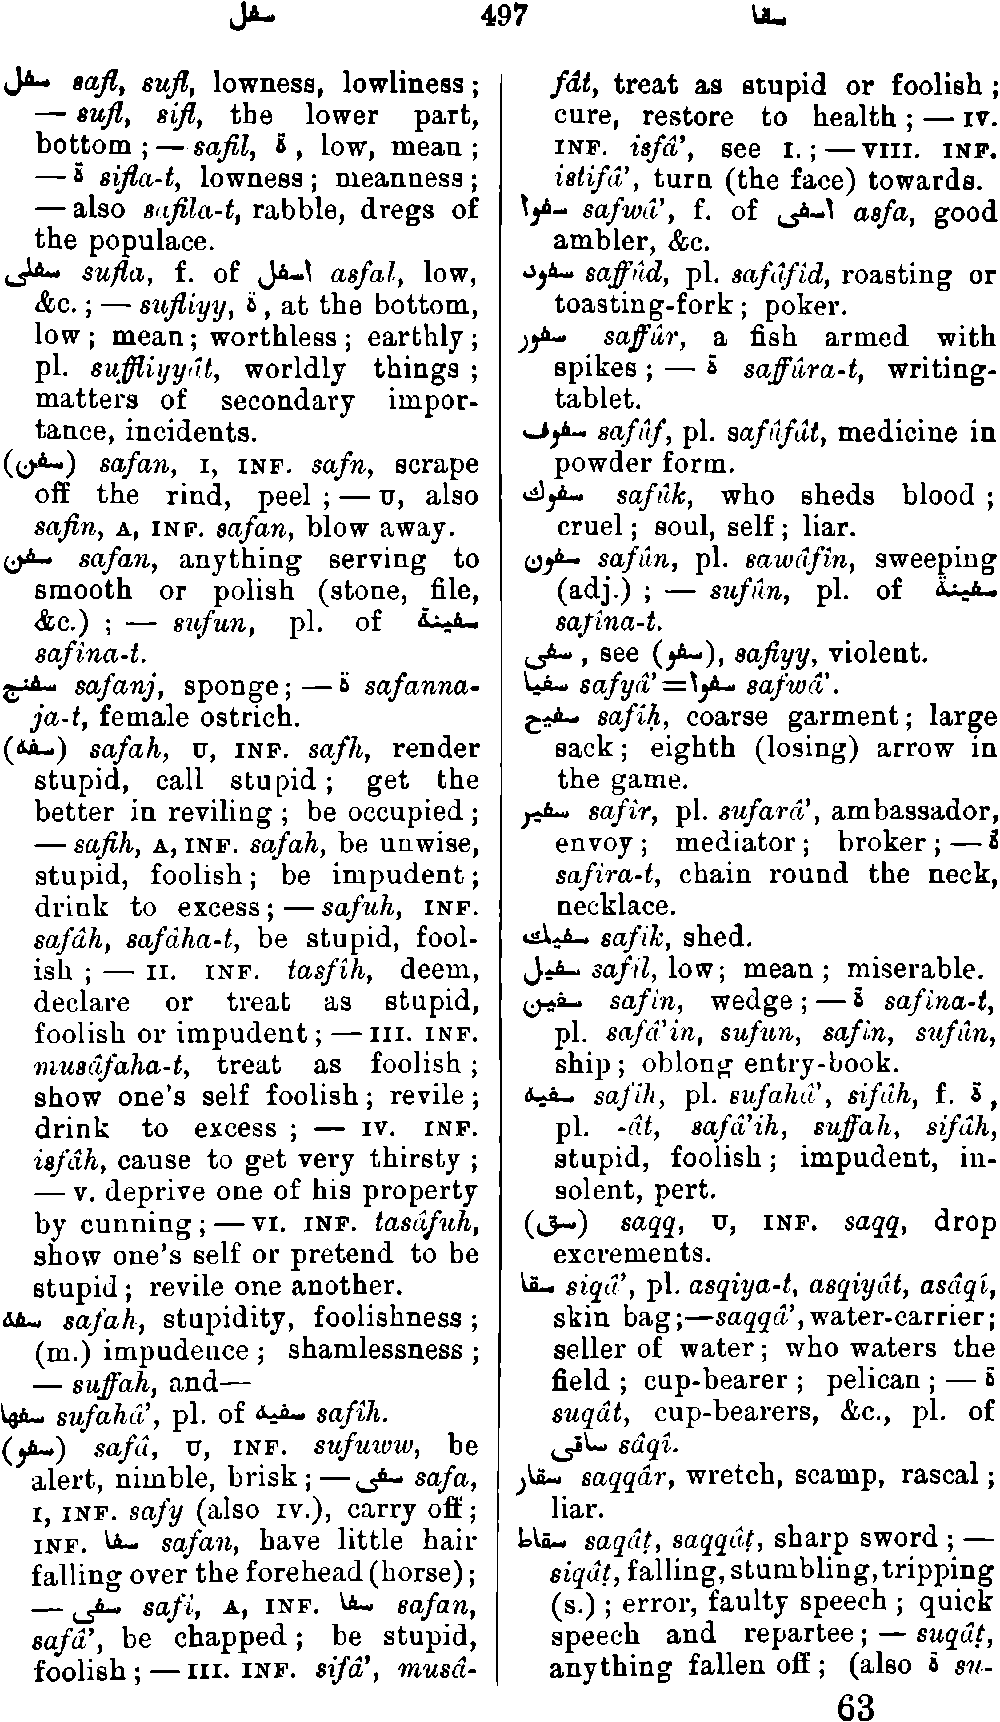 سفل 497 سقا
سفل safl, sufl, lowness, lowliness;
— sufl, sifl, the lower part,
bottom; — safil, ة, low, mean;
— ة sifla-t, lowness; meanness;
— also safila-t, rabble, dregs of
the populace.
سفلى sufla, f. of اسفل asfal, low,
&c.; — sufliyy, ة, at the bottom,
low; mean; worthless; earthly;
pl. suffliyyât, worldly things;
matters of secondary impor-
tance, incidents.
(سفن) safan, I, INF. safn, scrape
off the rind, peel; — U, also
safin, A, INF. safan, blow away.
سفن safan, anything serving to
smooth or polish (stone, file,
&c.) ; — sufun, pl. of سفينة
safîna-t.
سفنج safanj, sponge; — ة safanna-
ja-t, female ostrich.
(سفه) safah, U, INF. safh, render
stupid, call stupid; get the
better in reviling; be occupied;
— safih, A, INF. safah, be unwise,
stupid, foolish; be impudent;
drink to excess; — safuh, INF.
safâh, safâha-t, be stupid, fool-
ish; — II. INF. tasfîh, deem,
declare or treat as stupid,
foolish or impudent; — III. INF.
musâfaha-t, treat as foolish;
show one's self foolish; revile;
drink to excess; — IV. INF.
isfâh, cause to get very thirsty;
— V. deprive one of his property
by cunning; — VI. INF. tasâfuh,
show one's self or pretend to be
stupid; revile one another.
سفه safah, stupidity, foolishness;
(m.) impudence; shamlessness;
— suffah, and—
سفها sufahâ', pl. of سفيه safîh.
(سفو) safâ, U, INF. sufuww, be
alert, nimble, brisk; — سفى safa,
I, INF. safy (also IV.), carry off;
INF. سفا safan, have little hair
falling over the forehead (horse);
— سفى safî, A, INF. سفا safan,
safâ', be chapped; be stupid,
foolish; — III. INF. sifâ', musâ-
fât, treat as stupid or foolish;
cure, restore to health; — IV.
INF. isfâ', see I.; — VIII. INF.
istifâ', turn (the face) towards.
سفوا safwâ', f. of اسفى asfa, good
ambler, &c.
سفود saffûd, pl. safâfîd, roasting or
toasting-fork; poker.
سفور saffûr, a fish armed with
spikes; — ة saffûra-t, writing-
tablet.
سفوف safûf, pl. safûfât, medicine in
powder form.
سفوك safûk, who sheds blood;
cruel; soul, self; liar.
سفون safûn, pl. sawâfîn, sweeping
(adj.) ; — sufûn, pl. of سفينة
safîna-t.
سفى, see (سفو), safiyy, violent.
سفيا safyâ' = سفوا safwâ'.
سفيح safîḥ, coarse garment; large
sack; eighth (losing) arrow in
the game.
سفير safîr, pl. sufarâ', ambassador,
envoy; mediator; broker; — ة
safîra-t, chain round the neck,
necklace.
سفيك safîk, shed.
سفيل safîl, low; mean; miserable.
سفين safîn, wedge; — ة safîna-t,
pl. safâ'in, sufun, safîn, sufûn,
ship; oblong entry-book.
سفيه safîh, pl. sufahâ', sifâh, f. ة,
pl. -ât, safâ'ih, suffah, sifâh,
stupid, foolish; impudent, in-
solent, pert.
(سق) saqq, U, INF. saqq, drop
excrements.
سقا siqâ', pl. asqiya-t, asqiyât, asâqî,
skin bag;—saqqâ', water-carrier;
seller of water; who waters the
field; cup-bearer; pelican; — ة
suqât, cup-bearers, &c., pl. of
ساقى sâqî.
سقار saqqâr, wretch, scamp, rascal;
liar.
سقاط saqâṭ, saqqâṭ, sharp sword; —
siqâṭ, falling, stumbling, tripping
(s.) ; error, faulty speech; quick
speech and repartee; — suqâṭ,
anything fallen off; (also ة su-
63